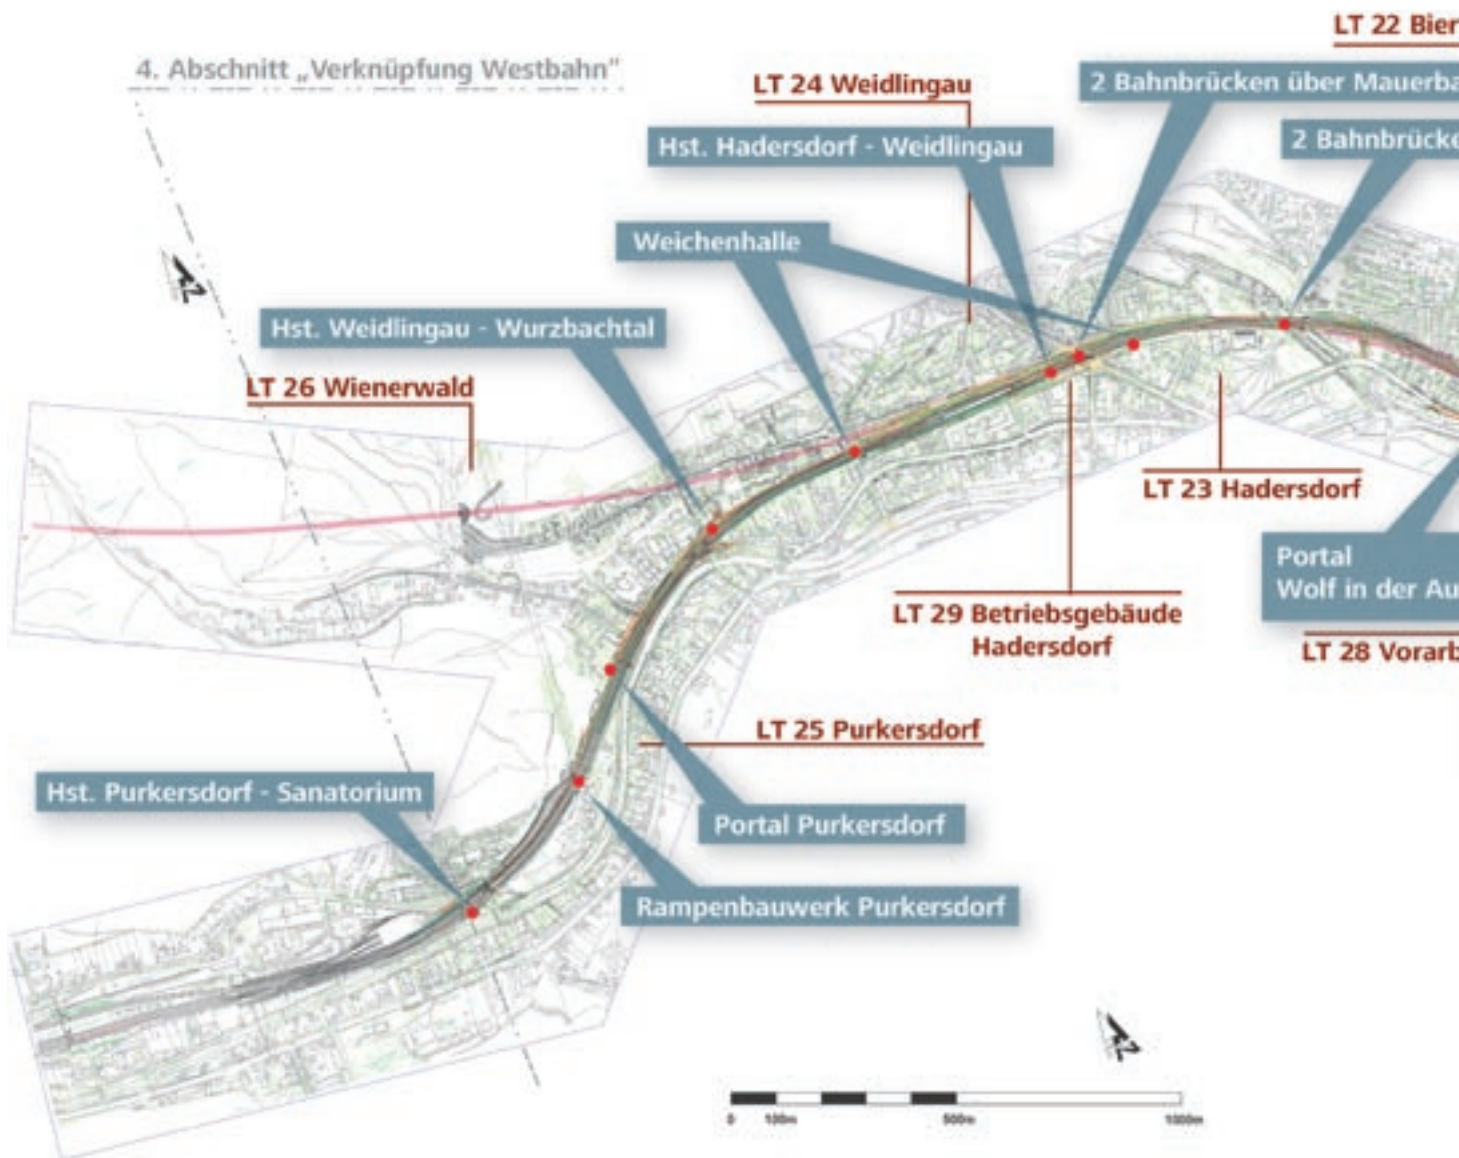 LT 22 Bier
4. Abschnitt „Verknüpfung Westbahn"
LT 24 Weidlingau
2 Bahnbrücken über Mauerba
Hst. Hadersdorf - Weidlingau
2 Bahnbrücke
Weichenhalle
Hst. Weidlingau - Wurzbachtal
LT 26 Wienerwald
LT 23 Hadersdorf
Portal
Wolf in der Au
LT 29 Betriebsgebäude
Hadersdorf
LT 28 Vorarb
LT 25 Purkersdorf
Hst. Purkersdorf - Sanatorium
Portal Purkersdorf
Rampenbauwerk Purkersdorf
0 100m 500m 1000m